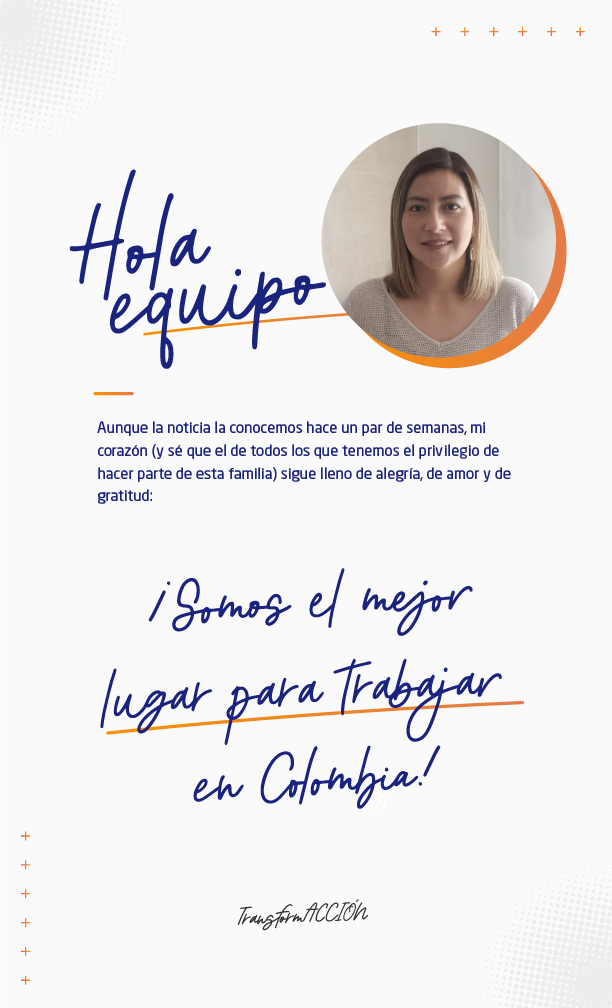 Hola
equipo
Aunque la noticia la conocemos hace un par de semanas, mi
corazón (y sé que el de todos los que tenemos el privilegio de
hacer parte de esta familia) sigue lleno de alegría, de amor y de
gratitud:
¡Somos el mejor
lugar para Trabajar
en Colombia!
TransformACCIÓN